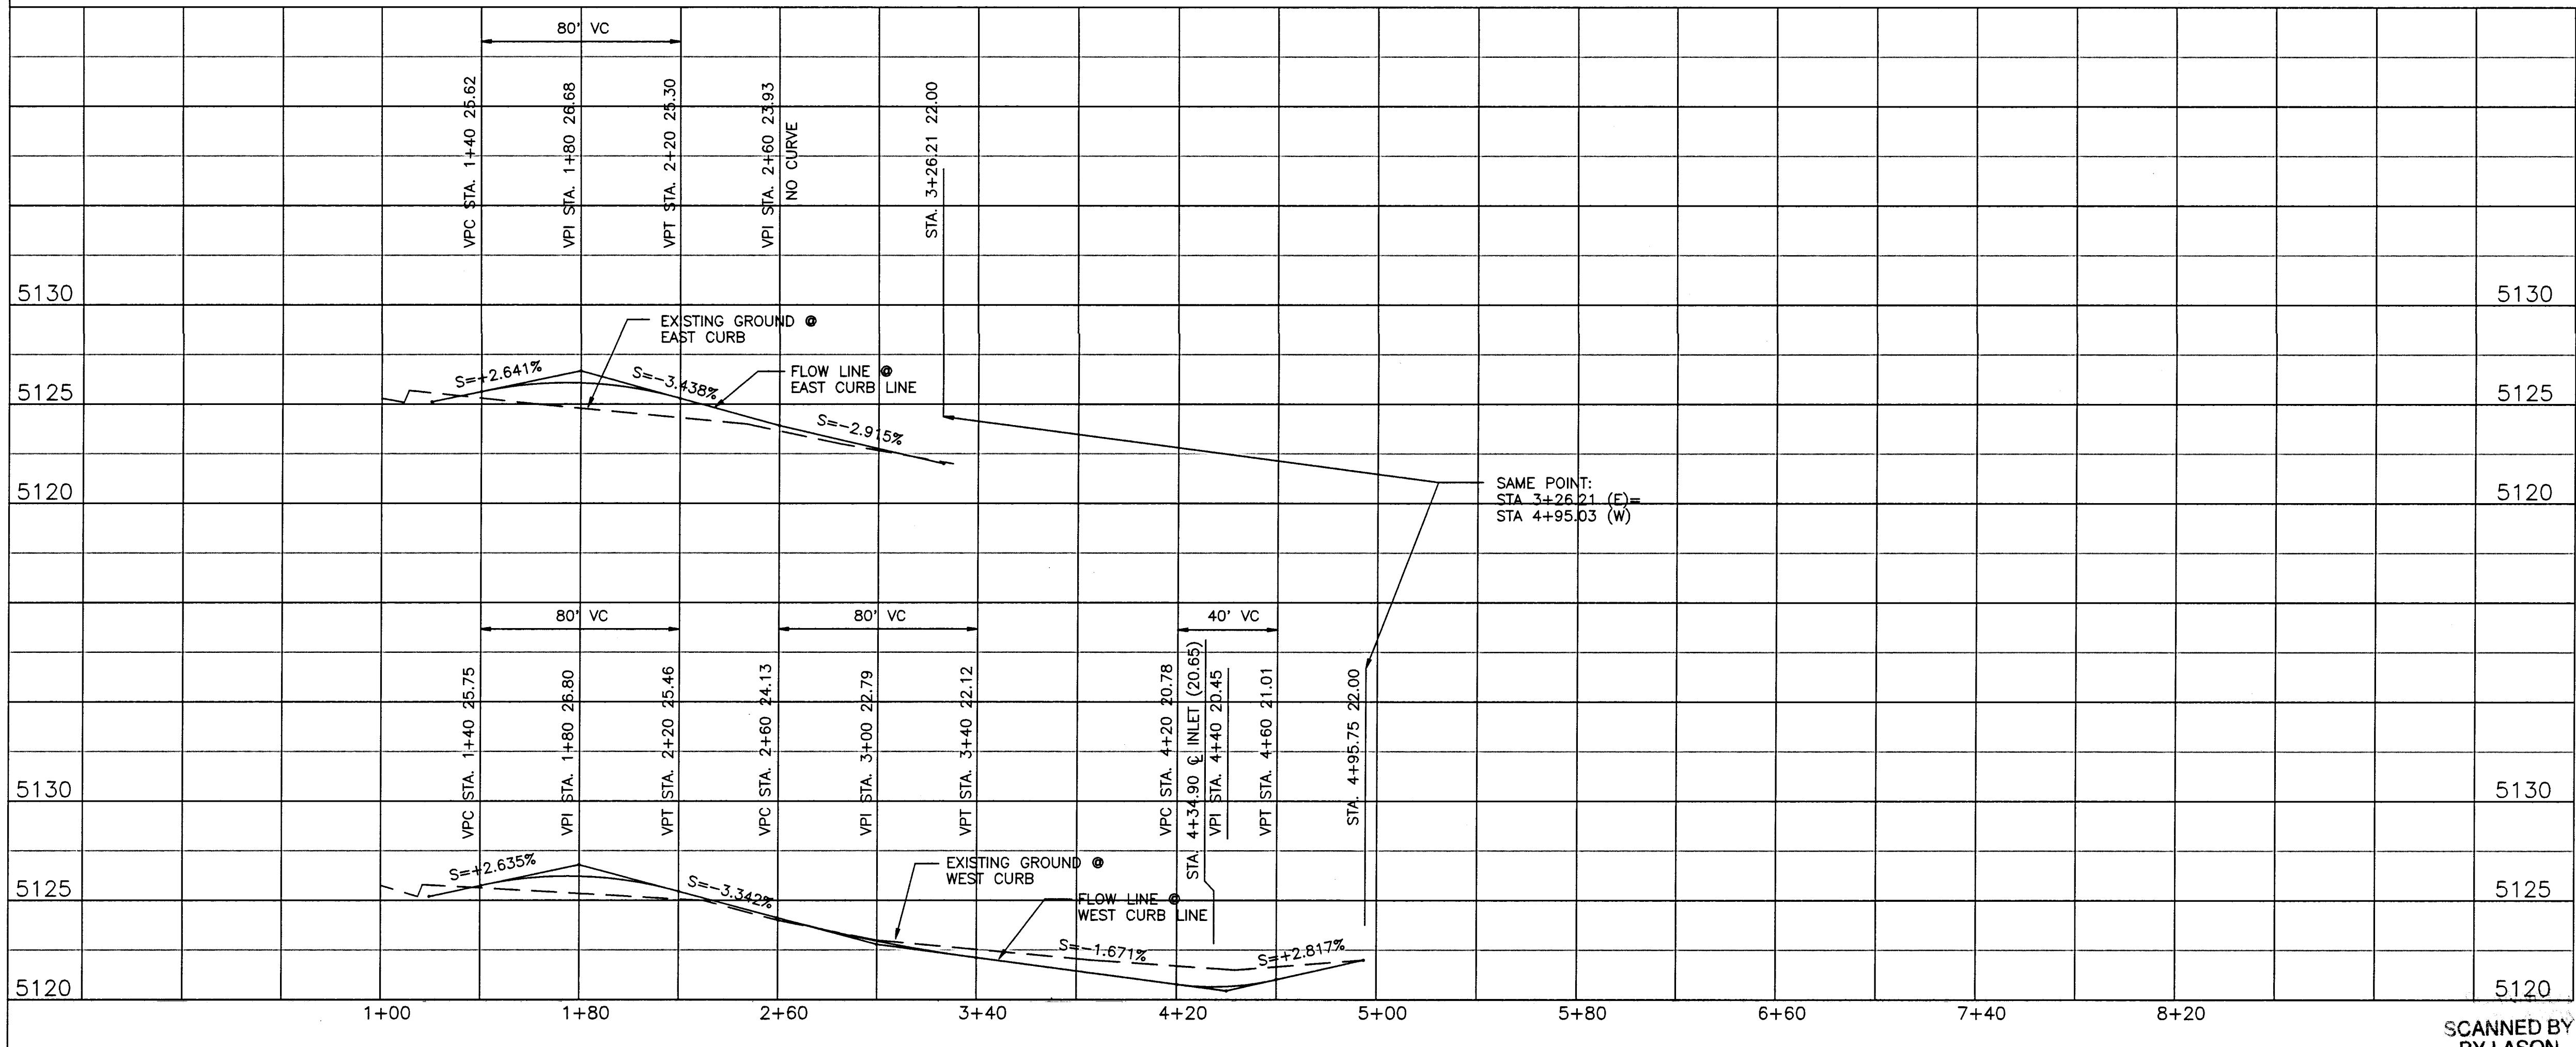 80' VC
VPC STA. 1+40 25.62
VPI STA. 1+80 26.68
VPT STA. 2+20 25.30
VPI STA. 2+60 23.93
NO CURVE
STA. 3+26.21 22.00
5130
5130
EXISTING GROUND @
EAST CURB
S=+2.641%
S=-3.438%
FLOW LINE @
EAST CURB LINE
5125
5125
S=-2.915%
5120
5120
SAME POINT:
STA 3+26.21 (E)=
STA 4+95.03 (W)
80' VC
80' VC
40' VC
VPC STA. 1+40 25.75
VPI STA. 1+80 26.80
VPT STA. 2+20 25.46
VPC STA. 2+60 24.13
VPI STA. 3+00 22.79
VPT STA. 3+40 22.12
VPC STA. 4+20 20.78
STA. 4+34.90 ℄ INLET (20.65)
VPI STA. 4+40 20.45
VPT STA. 4+60 21.01
STA. 4+95.75 22.00
5130
5130
S=+2.635%
EXISTING GROUND @
WEST CURB
S=-3.342%
FLOW LINE @
WEST CURB LINE
5125
5125
S=-1.671%
S=+2.817%
5120
5120
1+00
1+80
2+60
3+40
4+20
5+00
5+80
6+60
7+40
8+20
SCANNED BY
BY LASON